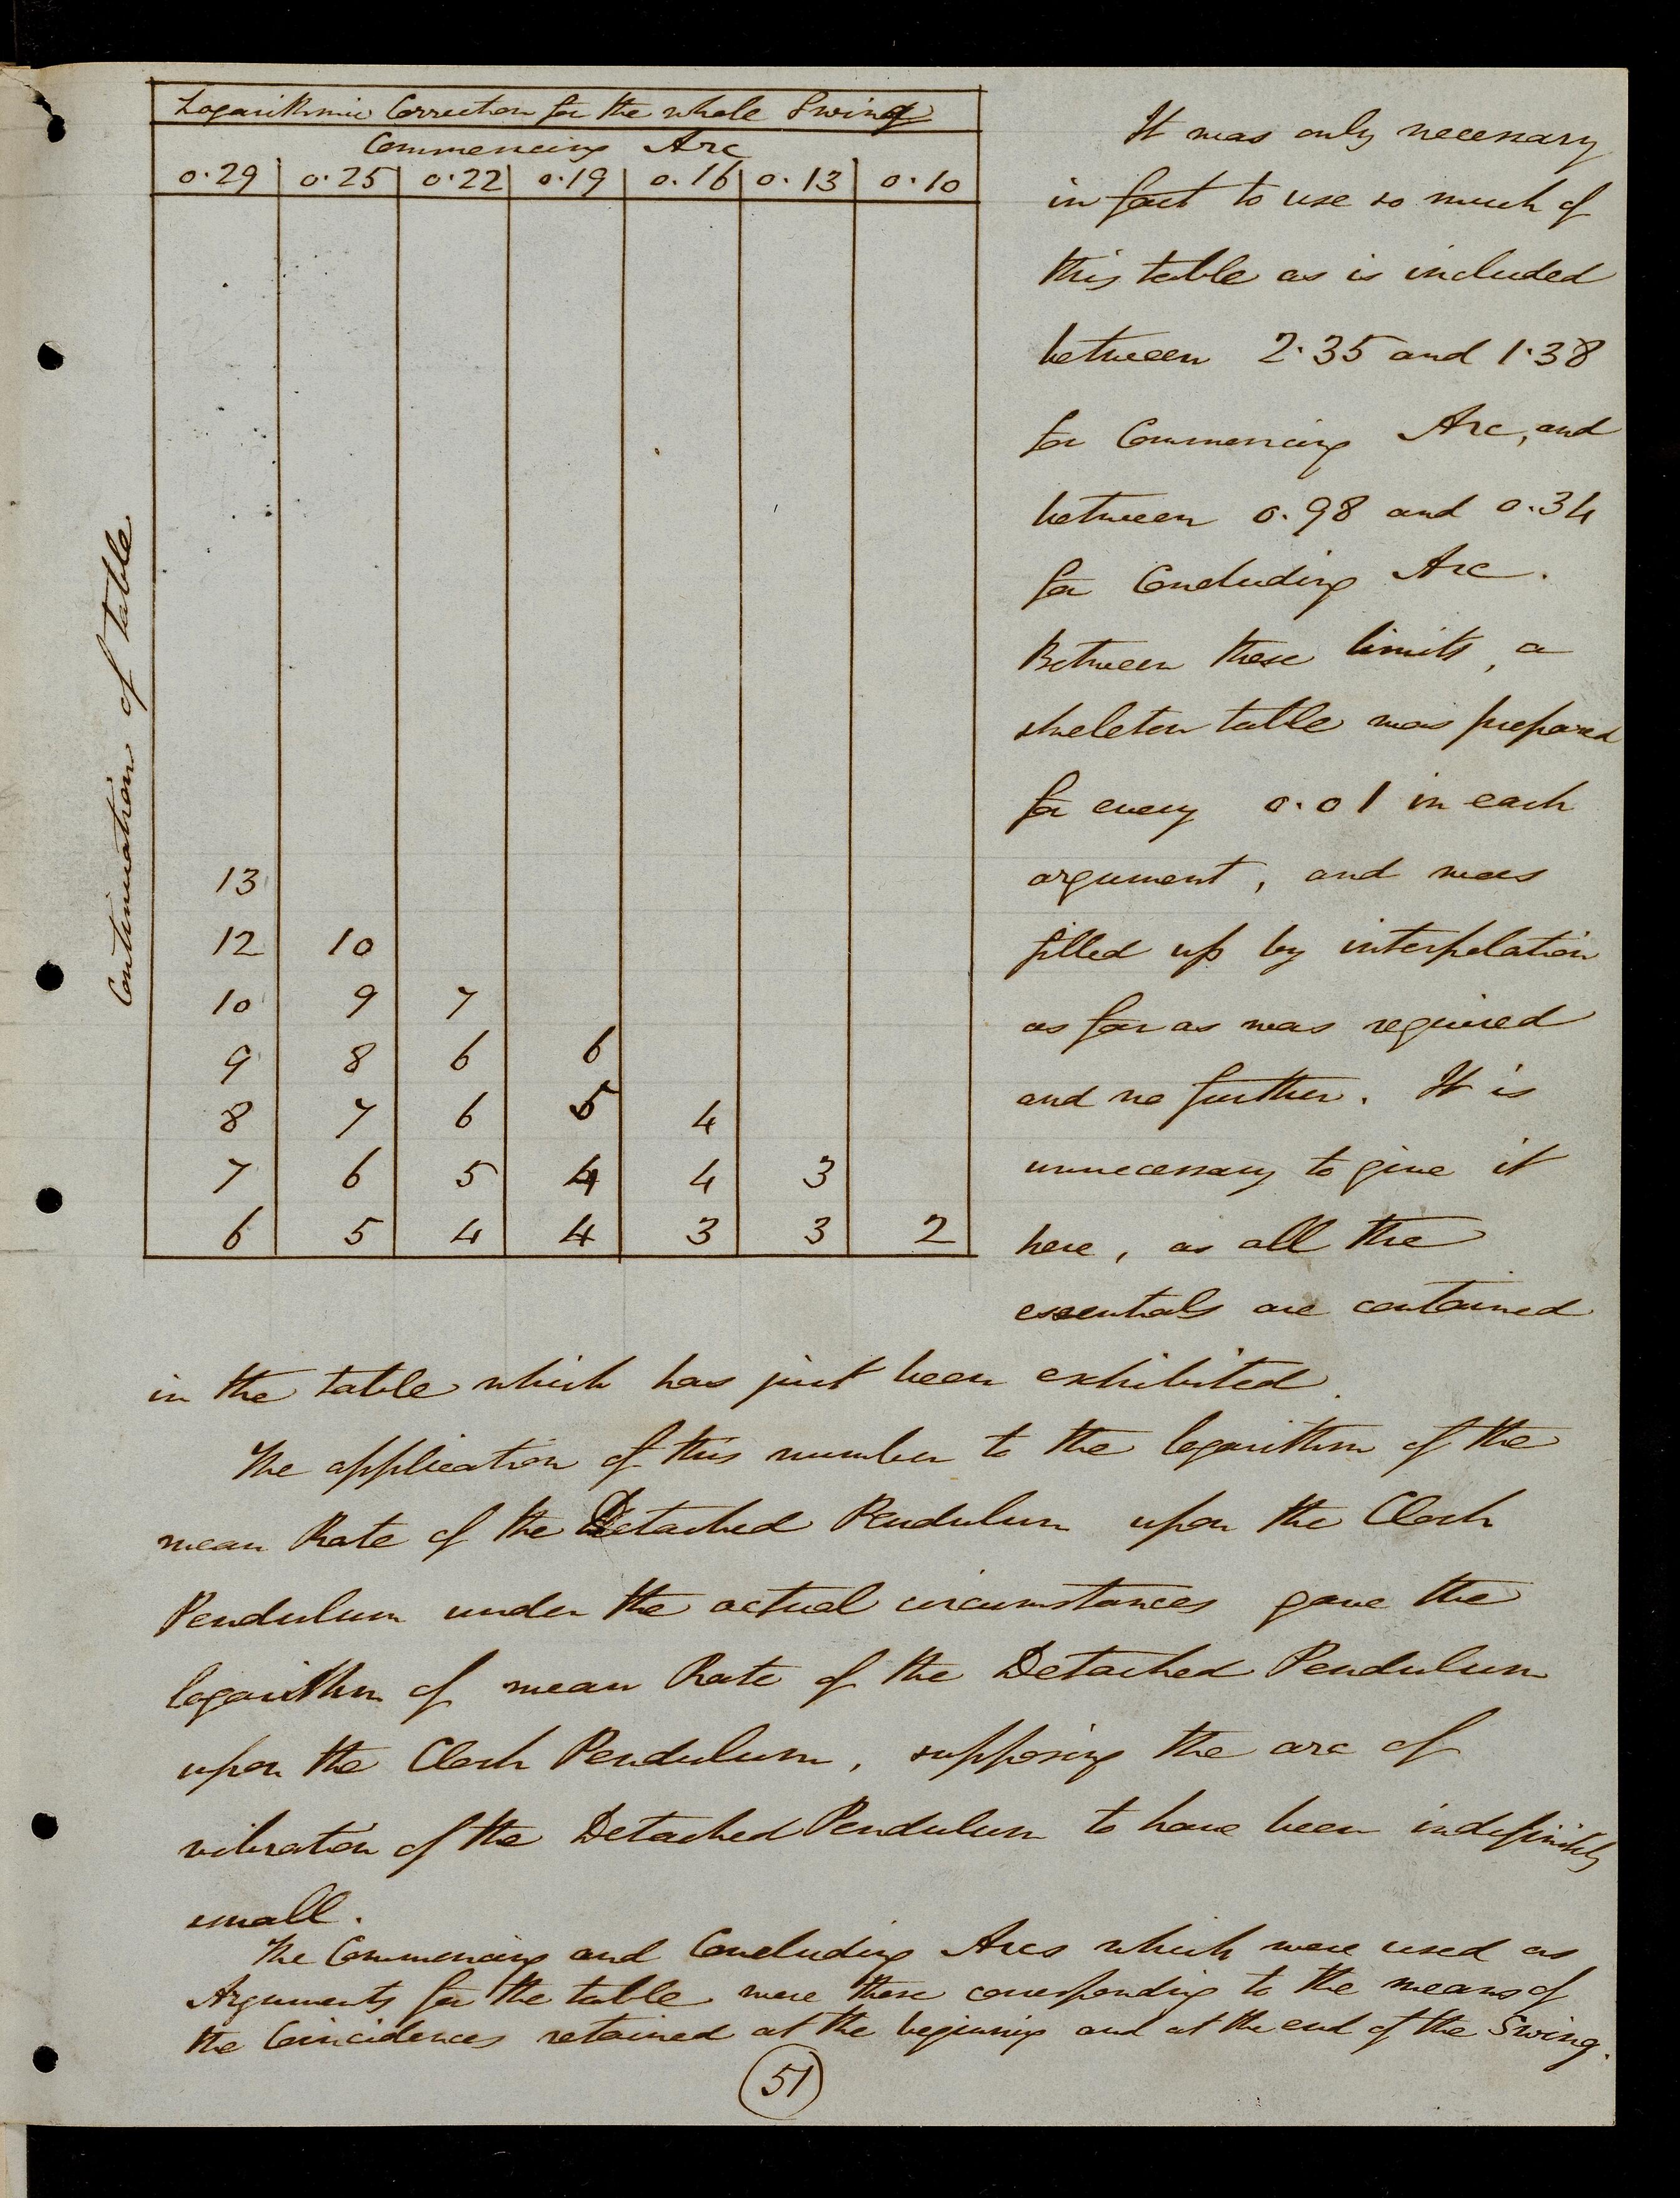 Continuation of table
Logarithmic Correction for the whole Swing
Commencing Arc
0.29 0.25 0.22 0.19 0.16 0.13 0.10
13
12 10
10 9 7
9 8 6 6
8 7 6 5 4
7 6 5 4 4 3
6 5 4 4 3 3 2
It was only necessary
in fact to use so much of
this table as is included
between 2.35 and 1.38
for Commencing Arc, and
between 0.98 and 0.34
for Concluding Arc.
Between these limits, a
skeleton table was prepared
for every 0.01 in each
argument, and was
filled up by interpolation
as far as was required
and no further. It is
unnecessary to give it
here, as all the
essentials are contained
in the table which has just been exhibited.
The application of this number to the logarithm of the
mean Rate of the Detached Pendulum upon the Clock
Pendulum under the actual circumstances gave the
logarithm of mean Rate of the Detached Pendulum
upon the Clock Pendulum, supposing the arc of
vibration of the Detached Pendulum to have been indefinitely
small.
The Commencing and Concluding Arcs which were used as
Arguments for the table were those corresponding to the means of
the Coincidences retained at the beginning and at the end of the Swing.
51